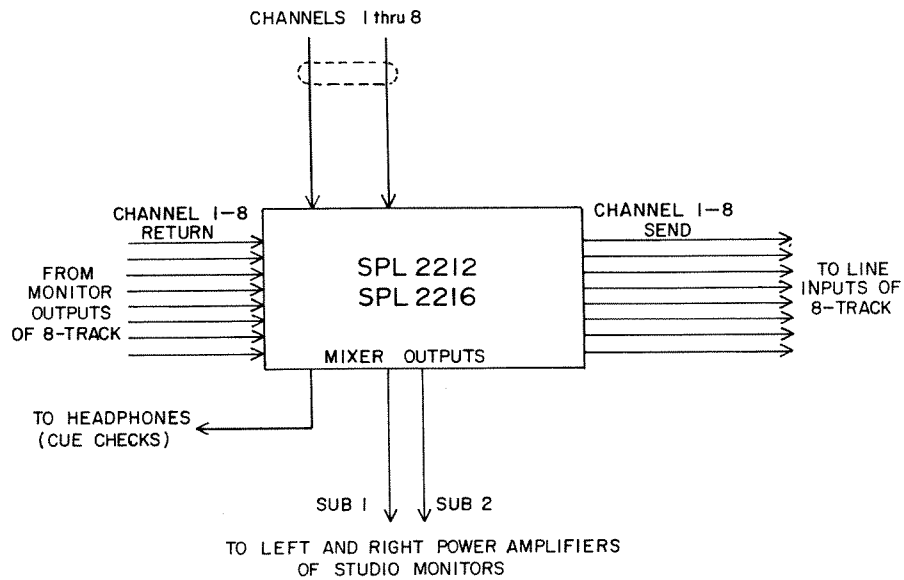 CHANNELS 1 thru 8
CHANNEL 1-8
RETURN
CHANNEL 1-8
SEND
FROM
MONITOR
OUTPUTS
OF 8-TRACK
SPL 2212
SPL 2216
TO LINE
INPUTS OF
8-TRACK
MIXER OUTPUTS
TO HEADPHONES
(CUE CHECKS)
SUB 1
SUB 2
TO LEFT AND RIGHT POWER AMPLIFIERS
OF STUDIO MONITORS